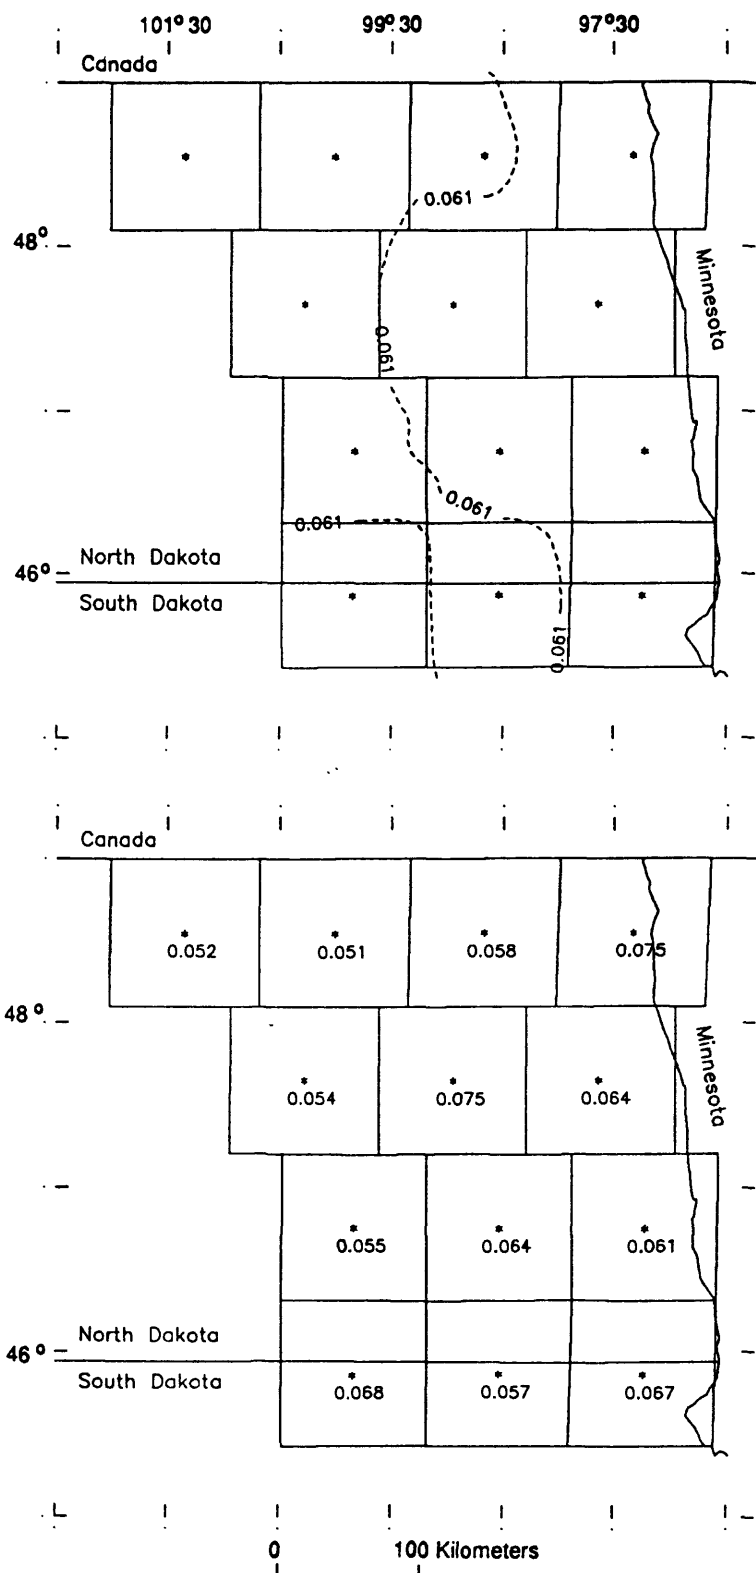 101°30 99°30 97°30
Canada
0.061
48°
Minnesota
0.061
0.061
0.061
North Dakota
46°
South Dakota
0.061
Canada
0.052 0.051 0.058 0.075
48°
Minnesota
0.054 0.075 0.064
0.055 0.064 0.061
North Dakota
46°
South Dakota
0.068 0.057 0.067
0 100 Kilometers